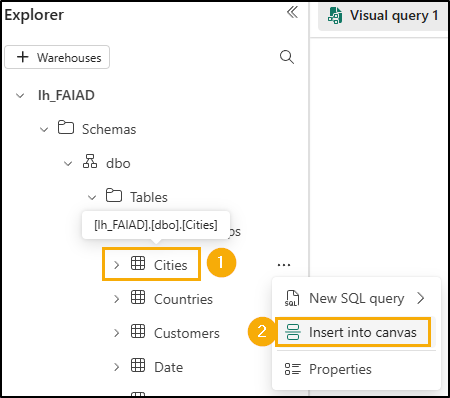 Explorer
Visual query 1
+ Warehouses
lh_FAIAD
Schemas
dbo
Tables
[lh_FAIAD].[dbo].[Cities]
Cities
1
...
Countries
New SQL query
SQL
2
Insert into canvas
Customers
Date
Properties